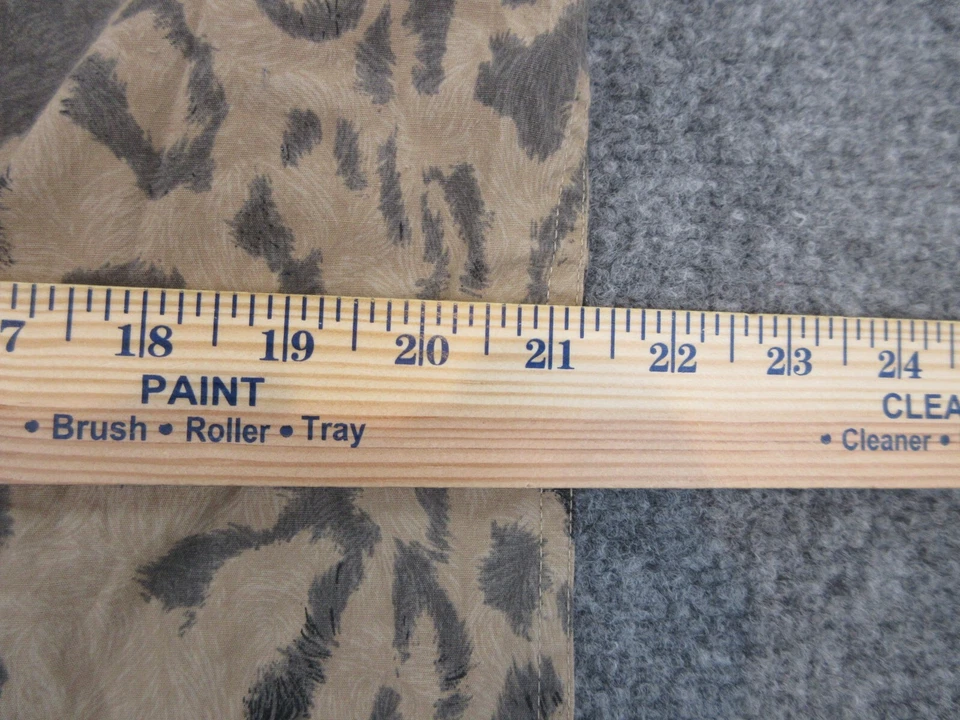 7 18 19 20 21 22 23 24
PAINT CLEA
• Brush • Roller • Tray • Cleaner •